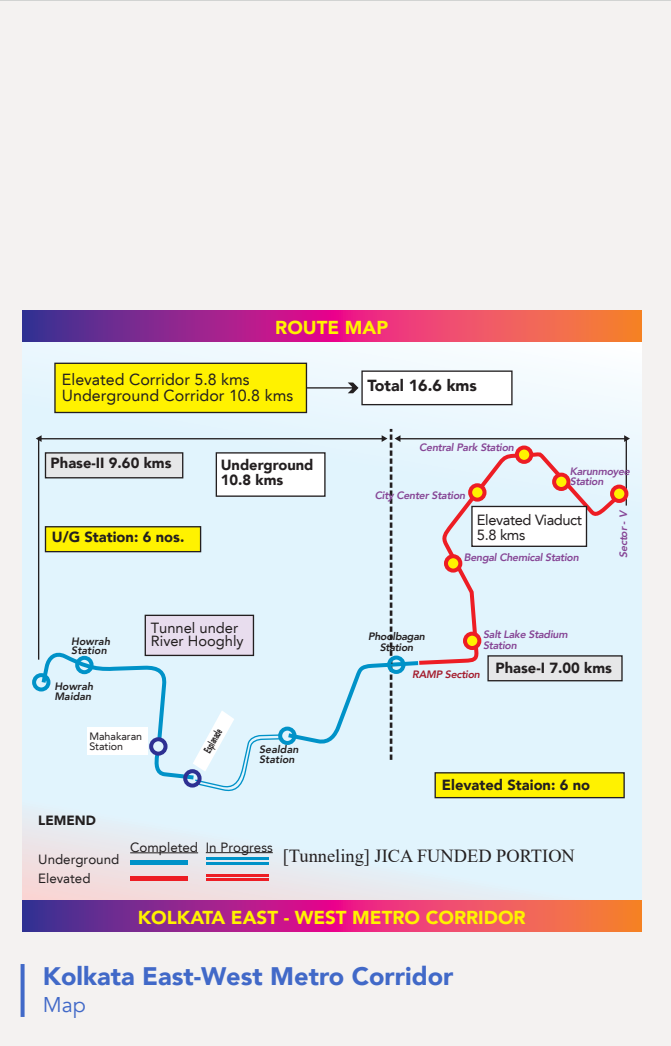 ROUTE MAP
Elevated Corridor 5.8 kms
Underground Corridor 10.8 kms
Total 16.6 kms
Phase-II 9.60 kms
Underground
10.8 kms
U/G Station: 6 nos.
Central Park Station
Karunmoyee
Station
City Center Station
Sector - V
Elevated Viaduct
5.8 kms
Bengal Chemical Station
Tunnel under
River Hooghly
Howrah
Station
Howrah
Maidan
Phoolbagan
Station
Salt Lake Stadium
Station
RAMP Section
Phase-I 7.00 kms
Mahakaran
Station
Esplanade
Sealdan
Station
Elevated Staion: 6 no
LEMEND
Completed In Progress
[Tunneling] JICA FUNDED PORTION
Underground
Elevated
KOLKATA EAST - WEST METRO CORRIDOR
Kolkata East-West Metro Corridor
Map